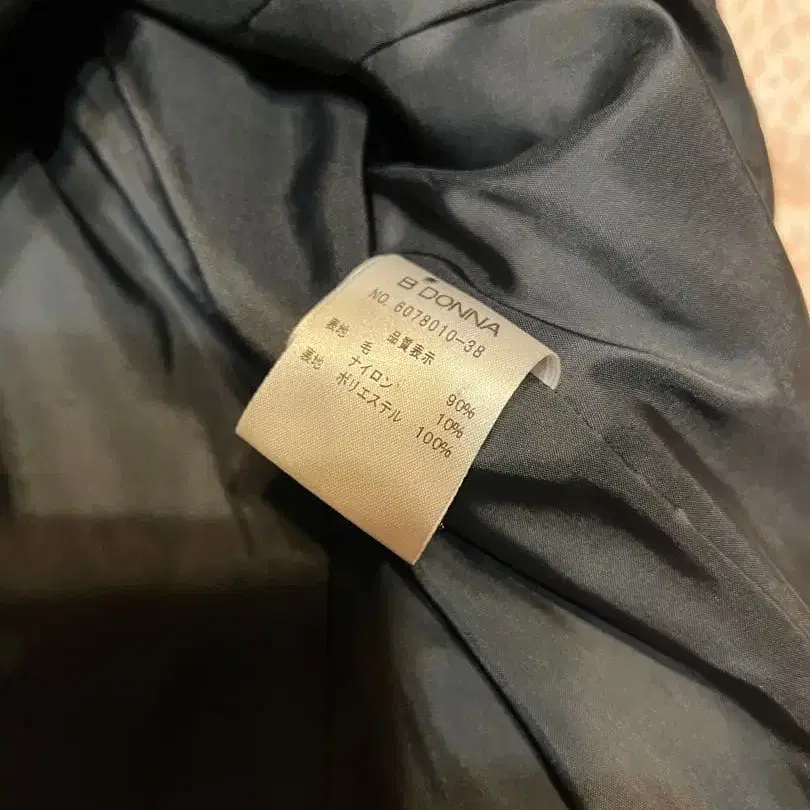 B DONNA
NO. 6078010-38
品質表示
表地 毛 90%
ナイロン 10%
裏地 ポリエステル 100%